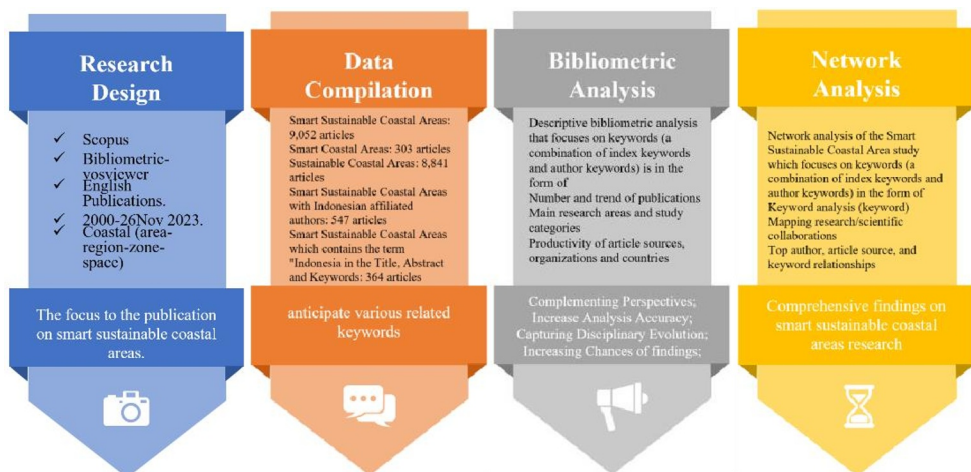 Research
Design
✓ Scopus
✓ Bibliometric-
vosviewer
✓ English
Publications.
✓ 2000-26Nov 2023.
✓ Coastal (area-
region-zone-
space)
The focus to the publication
on smart sustainable coastal
areas.
Data
Compilation
Smart Sustainable Coastal Areas:
9,052 articles
Smart Coastal Areas: 303 articles
Sustainable Coastal Areas: 8,841
articles
Smart Sustainable Coastal Areas
with Indonesian affiliated
authors: 547 articles
Smart Sustainable Coastal Areas
which contains the term
"Indonesia in the Title, Abstract
and Keywords: 364 articles
anticipate various related
keywords
Bibliometric
Analysis
Descriptive bibliometric analysis
that focuses on keywords (a
combination of index keywords
and author keywords) is in the
form of
Number and trend of publications
Main research areas and study
categories
Productivity of article sources,
organizations and countries
Complementing Perspectives;
Increase Analysis Accuracy;
Capturing Disciplinary Evolution;
Increasing Chances of findings;
Network
Analysis
Network analysis of the Smart
Sustainable Coastal Area study
which focuses on keywords (a
combination of index keywords and
author keywords) in the form of
Keyword analysis (keyword)
Mapping research/scientific
collaborations
Top author, article source, and
keyword relationships
Comprehensive findings on
smart sustainable coastal
areas research